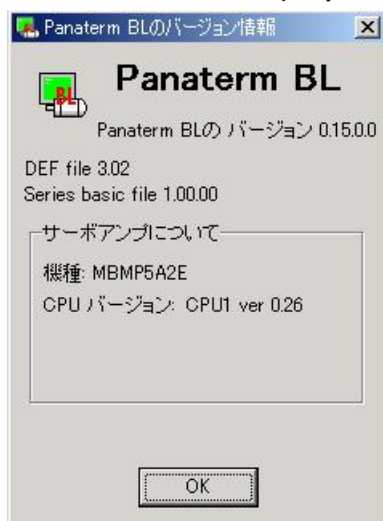 Panaterm BLのバージョン情報
BL
Panaterm BL
Panaterm BLの バージョン 0.15.0.0
DEF file 3.02
Series basic file 1.00.00
サーボアンプについて
機種: MBMP5A2E
CPU バージョン: CPU1 ver 0.26
OK